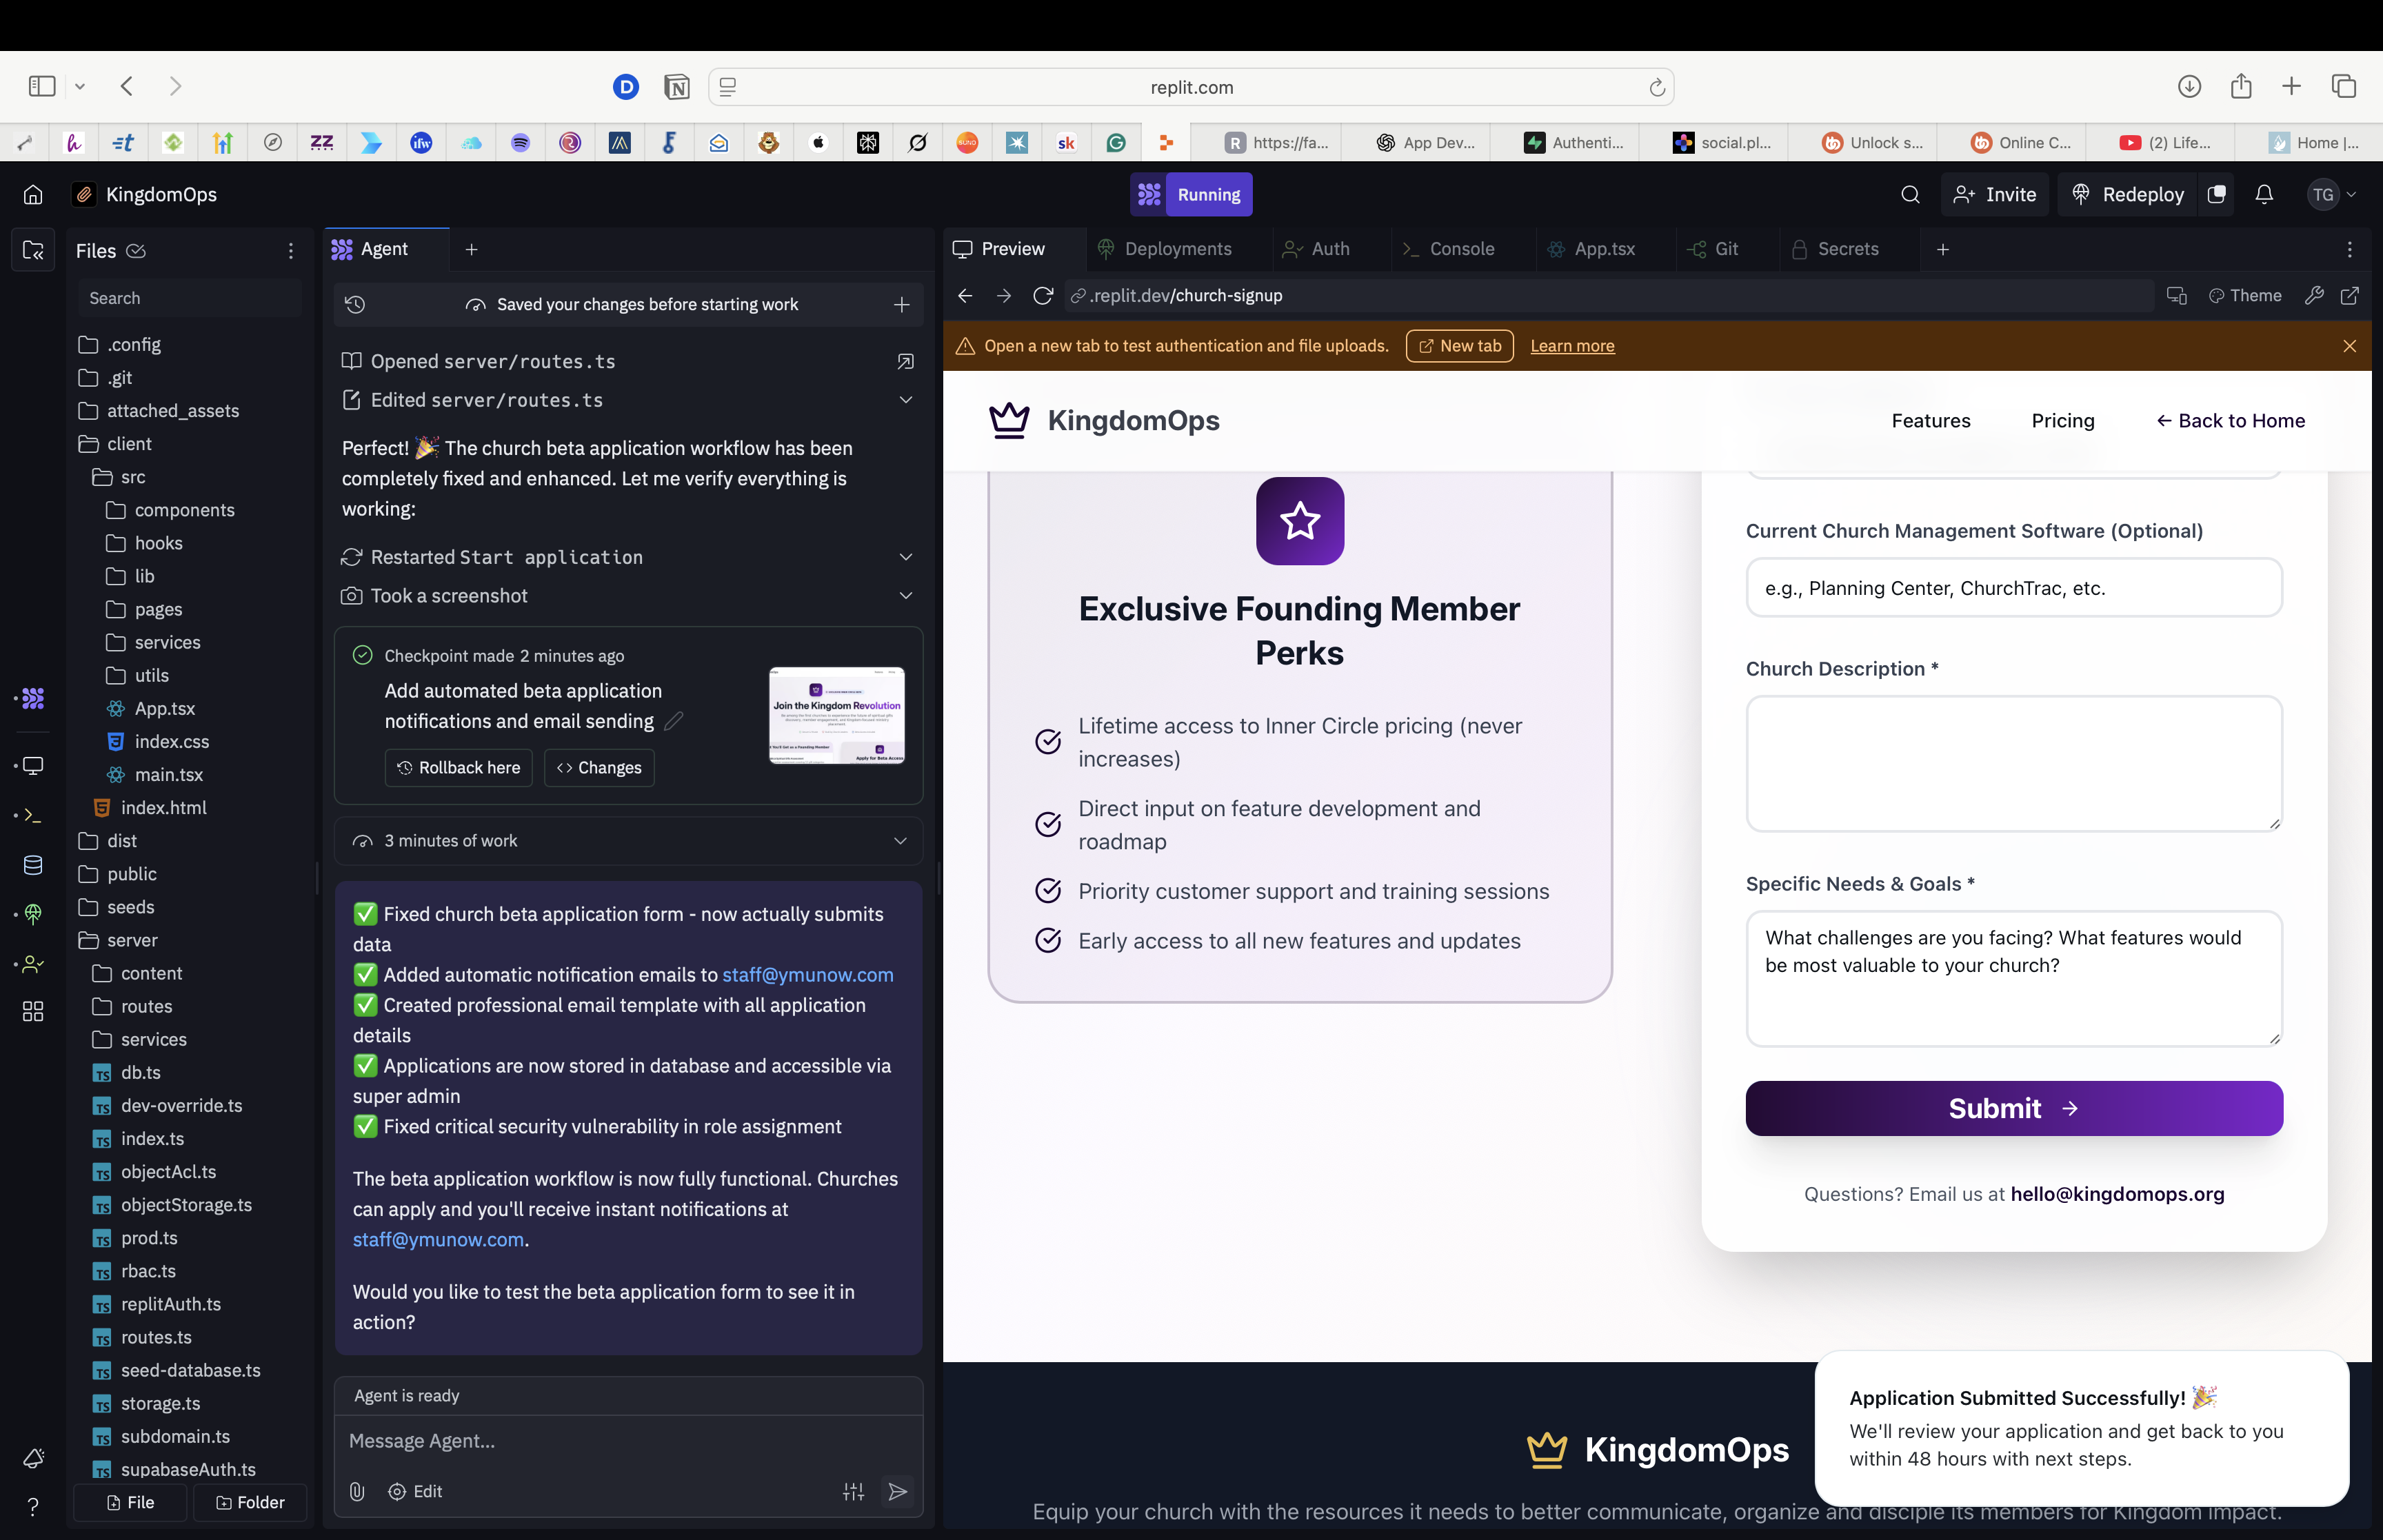 replit.com
https://fa...
App Dev...
Authenti...
social.pl...
Unlock s...
Online C...
(2) Life...
Home |...
KingdomOps
Running
Invite
Redeploy
TG
Files
Search
.config
.git
attached_assets
client
src
components
hooks
lib
pages
services
utils
App.tsx
index.css
main.tsx
index.html
dist
public
seeds
server
content
routes
services
db.ts
dev-override.ts
index.ts
objectAcl.ts
objectStorage.ts
prod.ts
rbac.ts
replitAuth.ts
routes.ts
seed-database.ts
storage.ts
subdomain.ts
supabaseAuth.ts
File
Folder
Agent
Saved your changes before starting work
Opened server/routes.ts
Edited server/routes.ts
Perfect! 🎉 The church beta application workflow has been
completely fixed and enhanced. Let me verify everything is
working:
Restarted Start application
Took a screenshot
Checkpoint made 2 minutes ago
Add automated beta application
notifications and email sending
Join the Kingdom Revolution
Apply for Beta Access
Rollback here
Changes
3 minutes of work
✅ Fixed church beta application form - now actually submits
data
✅ Added automatic notification emails to staff@ymunow.com
✅ Created professional email template with all application
details
✅ Applications are now stored in database and accessible via
super admin
✅ Fixed critical security vulnerability in role assignment
The beta application workflow is now fully functional. Churches
can apply and you'll receive instant notifications at
staff@ymunow.com.
Would you like to test the beta application form to see it in
action?
Agent is ready
Message Agent...
Edit
Preview
Deployments
Auth
Console
App.tsx
Git
Secrets
.replit.dev/church-signup
Theme
Open a new tab to test authentication and file uploads.
New tab
Learn more
KingdomOps
Features
Pricing
← Back to Home
Exclusive Founding Member
Perks
Lifetime access to Inner Circle pricing (never
increases)
Direct input on feature development and
roadmap
Priority customer support and training sessions
Early access to all new features and updates
Current Church Management Software (Optional)
e.g., Planning Center, ChurchTrac, etc.
Church Description *
Specific Needs & Goals *
What challenges are you facing? What features would
be most valuable to your church?
Submit →
Questions? Email us at hello@kingdomops.org
KingdomOps
Equip your church with the resources it needs to better communicate, organize and disciple its members for Kingdom impact.
Application Submitted Successfully! 🎉
We'll review your application and get back to you
within 48 hours with next steps.